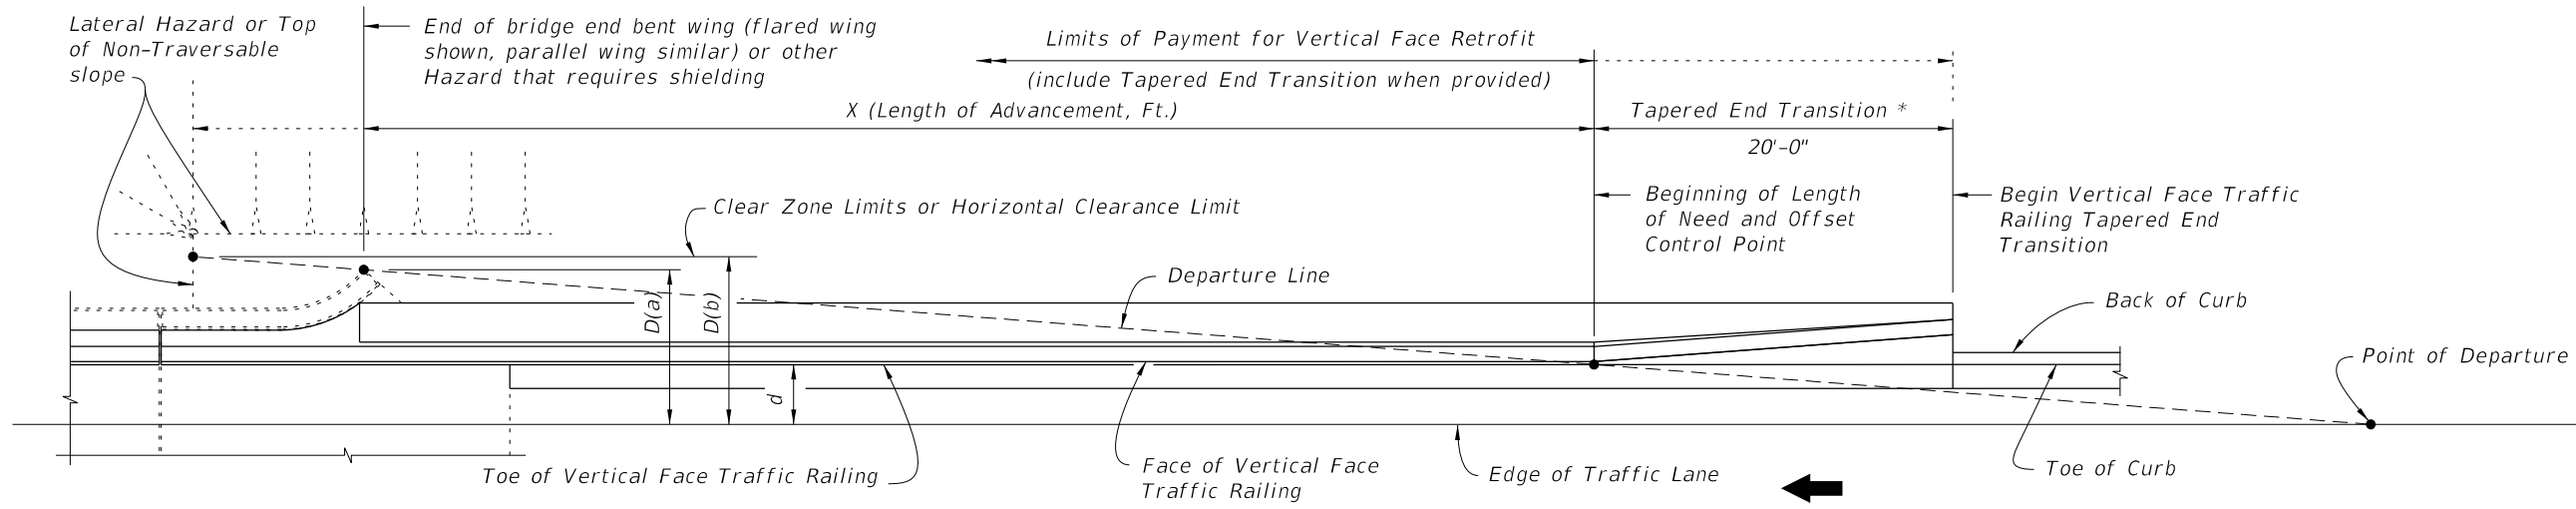 Lateral Hazard or Top
of Non-Traversable
slope
End of bridge end bent wing (flared wing
shown, parallel wing similar) or other
Hazard that requires shielding
Limits of Payment for Vertical Face Retrofit
(include Tapered End Transition when provided)
X (Length of Advancement, Ft.)
Tapered End Transition *
20'-0"
Clear Zone Limits or Horizontal Clearance Limit
Beginning of Length
of Need and Offset
Control Point
Begin Vertical Face Traffic
Railing Tapered End
Transition
Departure Line
Back of Curb
D(a)
D(b)
d
Point of Departure
Toe of Vertical Face Traffic Railing
Face of Vertical Face
Traffic Railing
Edge of Traffic Lane
Toe of Curb